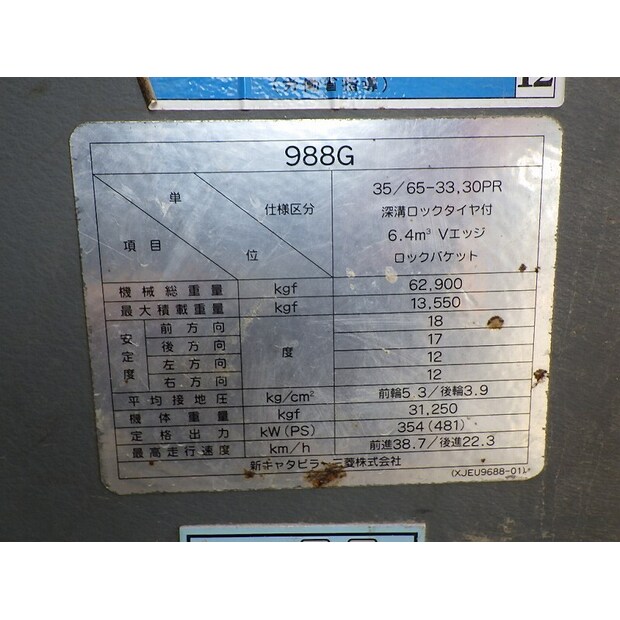 (労働省指導)
12
988G
単
位
項目
仕様区分
35/65-33,30PR
深溝ロックタイヤ付
6.4m³ Vエッジ
ロックバケット
機械総重量 kgf 62,900
最大積載重量 kgf 13,550
安定度 前方向 度 18
後方向 17
左方向 12
右方向 12
平均接地圧 kg/cm² 前輪5.3/後輪3.9
機体重量 kgf 31,250
定格出力 kW(PS) 354(481)
最高走行速度 km/h 前進38.7/後進22.3
新キャタピラー三菱株式会社
(XJEU9688-01)